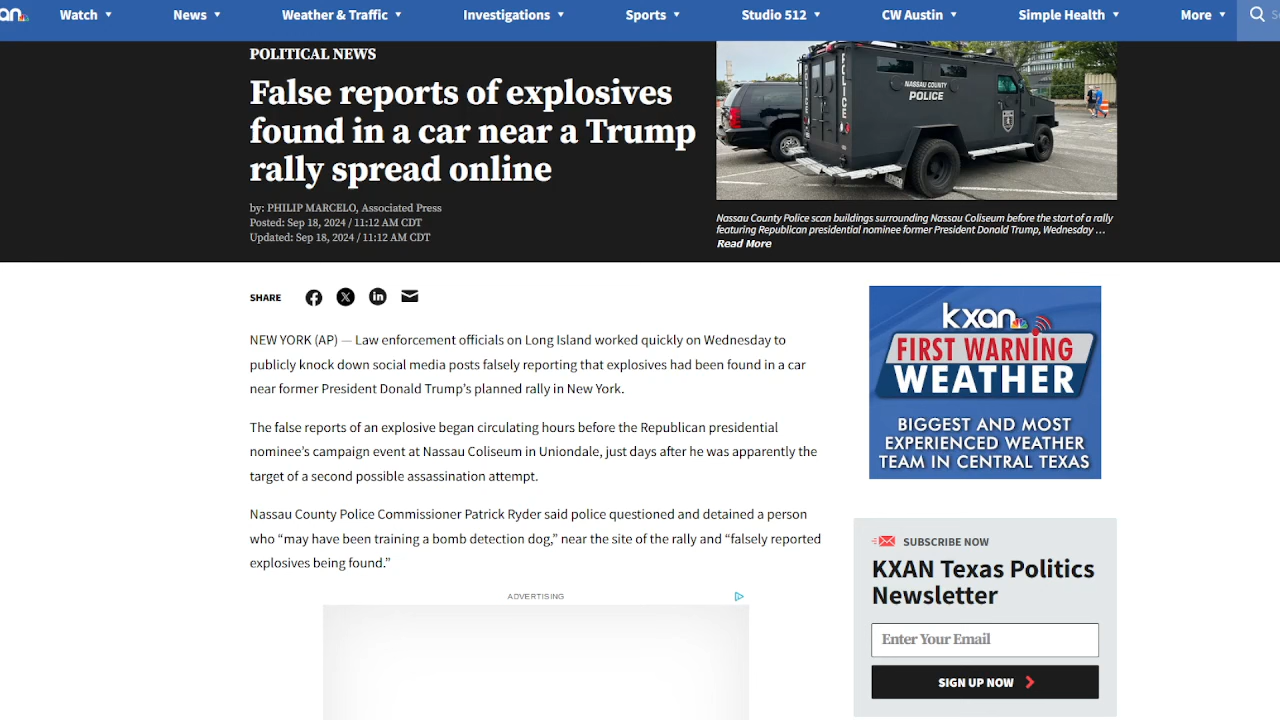 an
Watch
News
Weather & Traffic
Investigations
Sports
Studio 512
CW Austin
Simple Health
More
POLITICAL NEWS
False reports of explosives
found in a car near a Trump
rally spread online
by: PHILIP MARCELO, Associated Press
Posted: Sep 18, 2024 / 11:12 AM CDT
Updated: Sep 18, 2024 / 11:12 AM CDT
POLICE
POLICE
NASSAU COUNTY
POLICE
Nassau County Police scan buildings surrounding Nassau Coliseum before the start of a rally
featuring Republican presidential nominee former President Donald Trump, Wednesday …
Read More
SHARE
NEW YORK (AP) — Law enforcement officials on Long Island worked quickly on Wednesday to
publicly knock down social media posts falsely reporting that explosives had been found in a car
near former President Donald Trump's planned rally in New York.
The false reports of an explosive began circulating hours before the Republican presidential
nominee's campaign event at Nassau Coliseum in Uniondale, just days after he was apparently the
target of a second possible assassination attempt.
Nassau County Police Commissioner Patrick Ryder said police questioned and detained a person
who “may have been training a bomb detection dog,” near the site of the rally and “falsely reported
explosives being found.”
ADVERTISING
kxan
FIRST WARNING
WEATHER
BIGGEST AND MOST
EXPERIENCED WEATHER
TEAM IN CENTRAL TEXAS
SUBSCRIBE NOW
KXAN Texas Politics
Newsletter
Enter Your Email
SIGN UP NOW